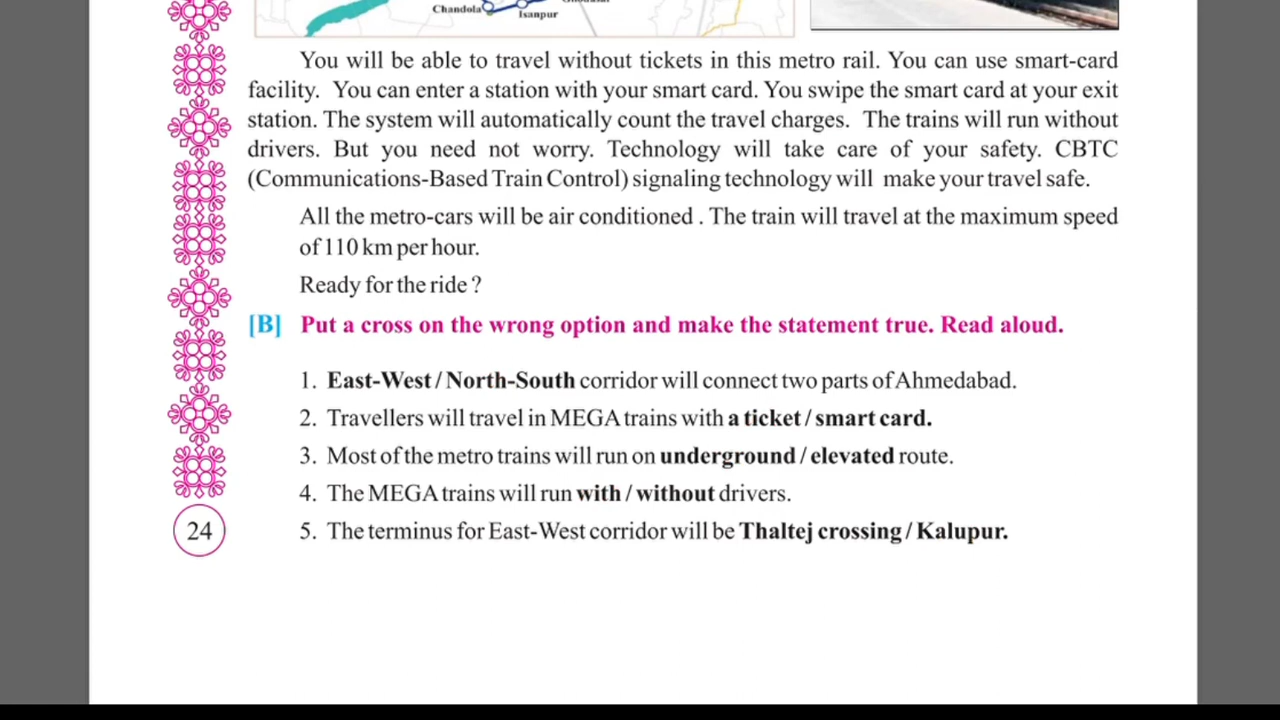 Chandola
Isanpur
You will be able to travel without tickets in this metro rail. You can use smart-card
facility. You can enter a station with your smart card. You swipe the smart card at your exit
station. The system will automatically count the travel charges. The trains will run without
drivers. But you need not worry. Technology will take care of your safety. CBTC
(Communications-Based Train Control) signaling technology will make your travel safe.
All the metro-cars will be air conditioned . The train will travel at the maximum speed
of 110 km per hour.
Ready for the ride ?
[B] Put a cross on the wrong option and make the statement true. Read aloud.
1. East-West / North-South corridor will connect two parts of Ahmedabad.
2. Travellers will travel in MEGA trains with a ticket / smart card.
3. Most of the metro trains will run on underground / elevated route.
4. The MEGA trains will run with / without drivers.
5. The terminus for East-West corridor will be Thaltej crossing / Kalupur.
24